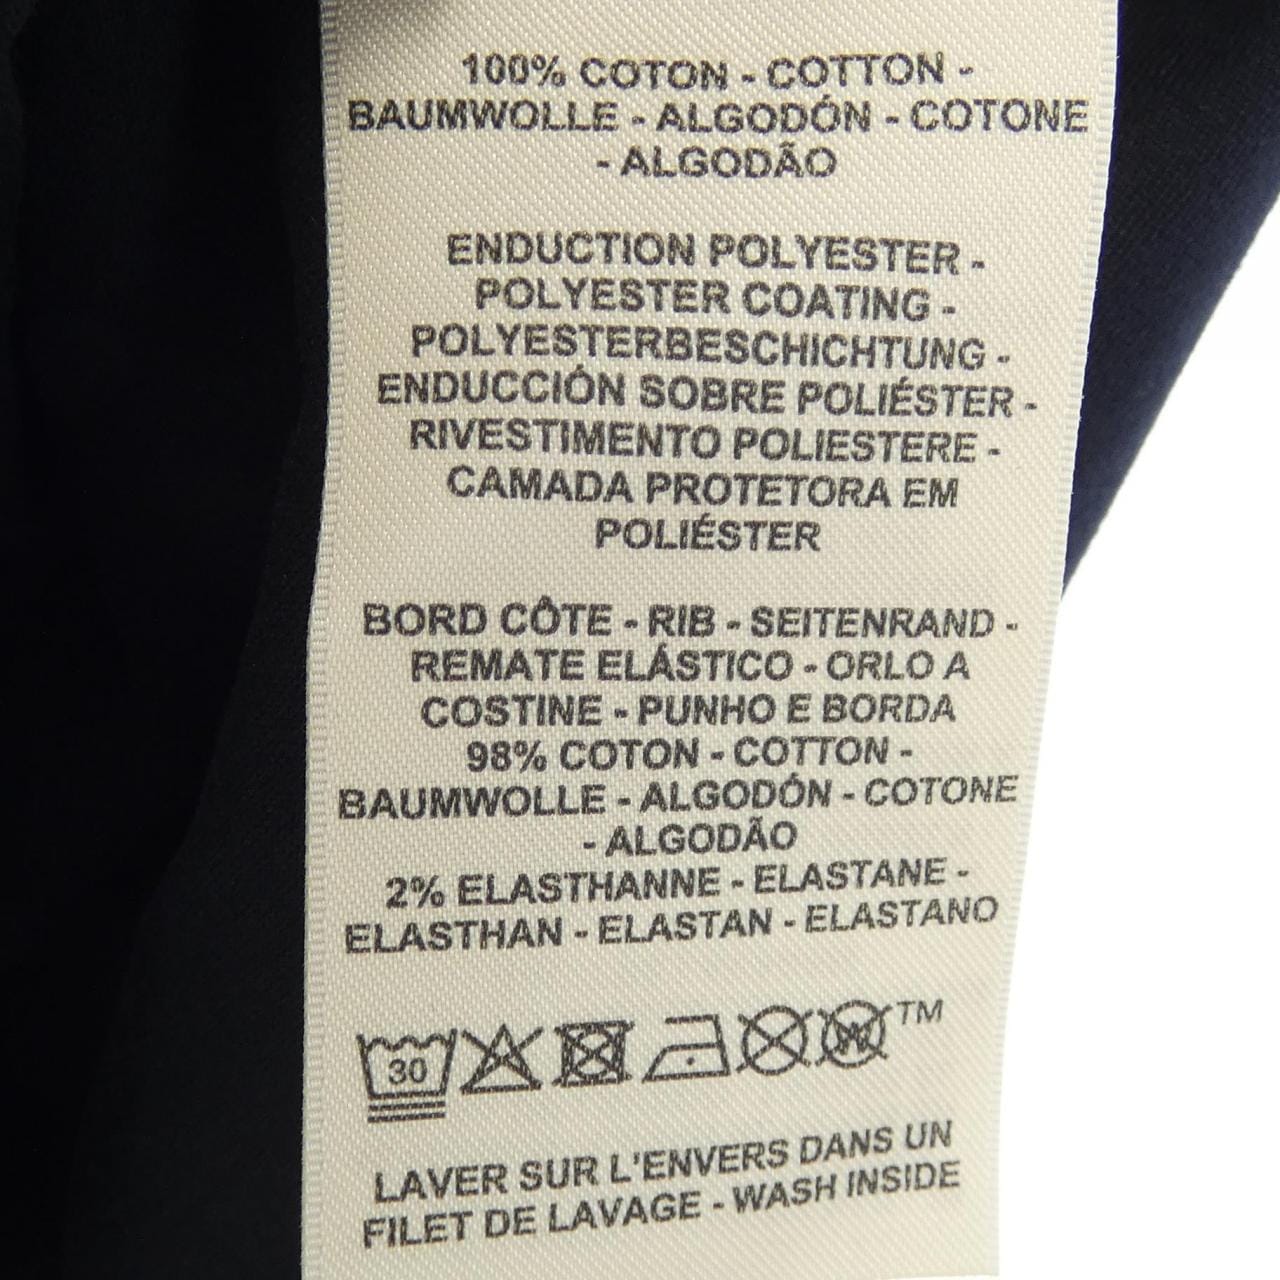 100% COTON - COTTON -
BAUMWOLLE - ALGODÓN - COTONE
- ALGODÃO
ENDUCTION POLYESTER -
POLYESTER COATING -
POLYESTERBESCHICHTUNG -
ENDUCCIÓN SOBRE POLIÉSTER -
RIVESTIMENTO POLIESTERE -
CAMADA PROTETORA EM
POLIÉSTER
BORD CÔTE - RIB - SEITENRAND -
REMATE ELÁSTICO - ORLO A
COSTINE - PUNHO E BORDA
98% COTON - COTTON -
BAUMWOLLE - ALGODÓN - COTONE
- ALGODÃO
2% ELASTHANNE - ELASTANE -
ELASTHAN - ELASTAN - ELASTANO
30 W TM
LAVER SUR L'ENVERS DANS UN
FILET DE LAVAGE - WASH INSIDE